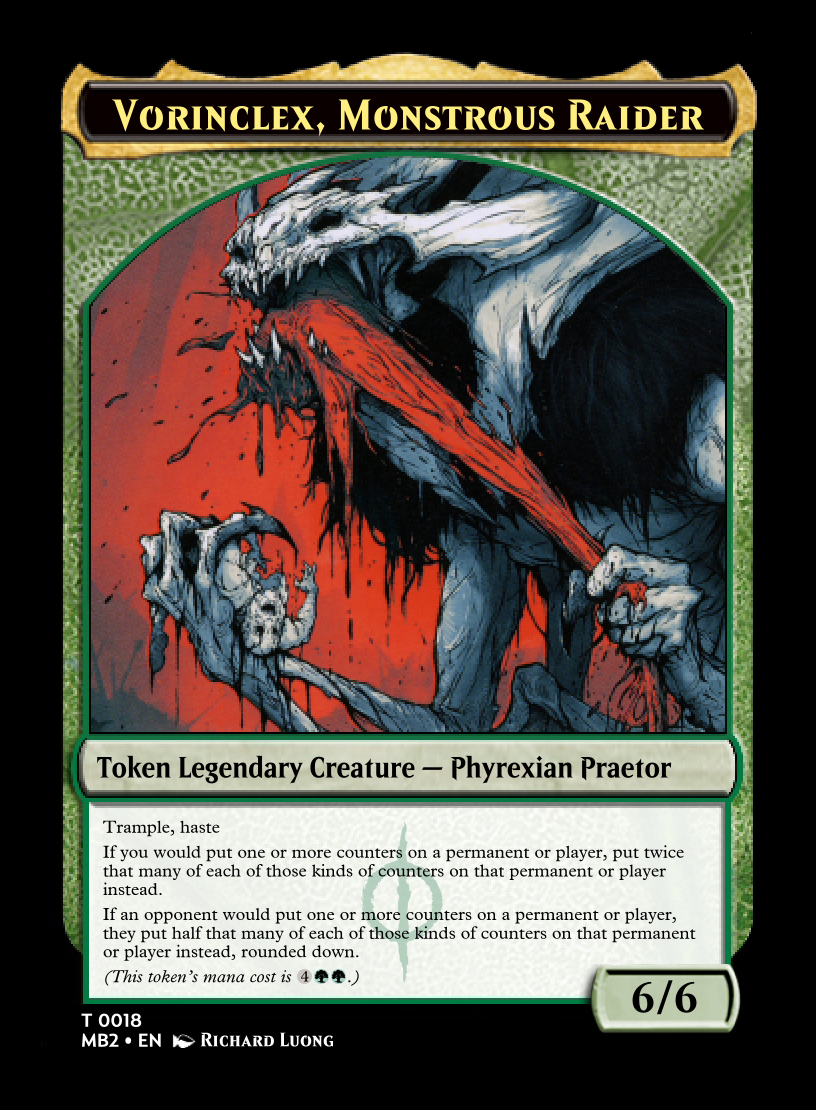 Vorinclex, Monstrous Raider
Token Legendary Creature — Phyrexian Praetor
Trample, haste
If you would put one or more counters on a permanent or player, put twice
that many of each of those kinds of counters on that permanent or player
instead.
If an opponent would put one or more counters on a permanent or player,
they put half that many of each of those kinds of counters on that permanent
or player instead, rounded down.
(This token's mana cost is 4.)
6/6
T 0018
MB2 • EN Richard Luong